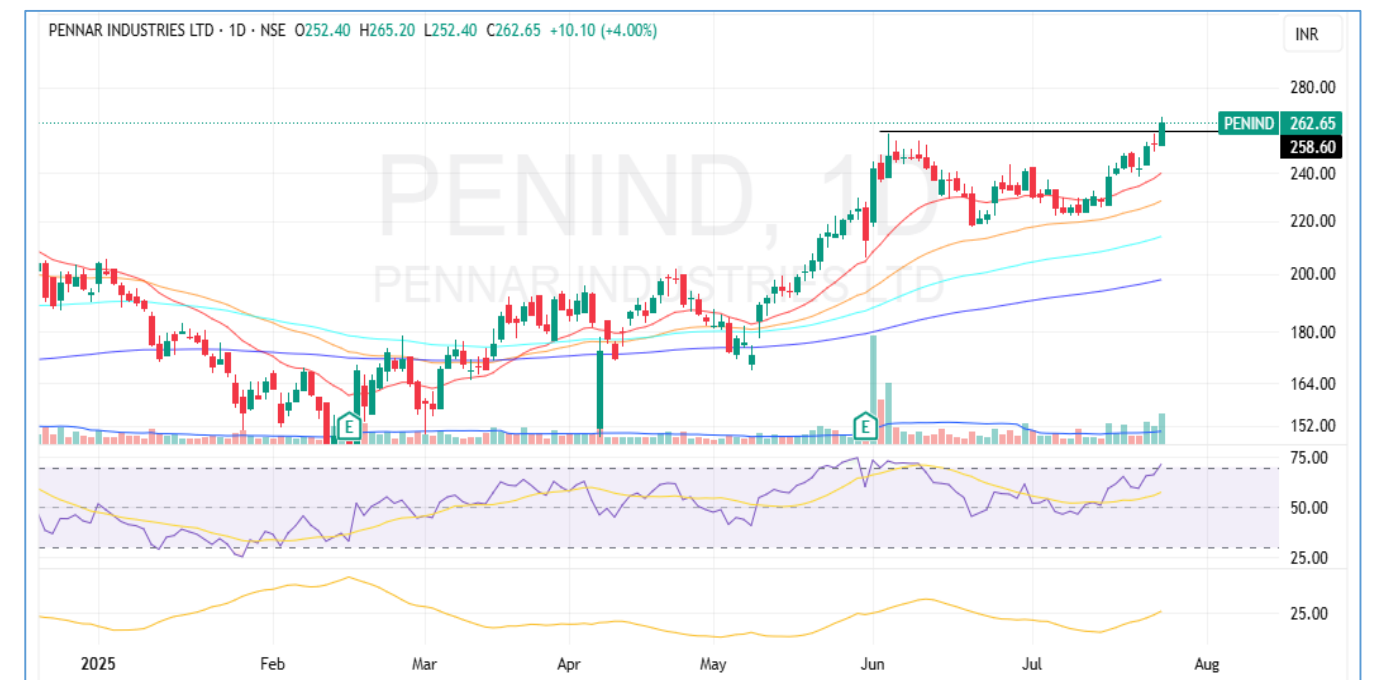 PENNAR INDUSTRIES LTD · 1D · NSE O252.40 H265.20 L252.40 C262.65 +10.10 (+4.00%)
INR
280.00
PENIND 262.65
258.60
240.00
220.00
200.00
180.00
164.00
152.00
PENIND, 1D
PENNAR INDUSTRIES LTD
E
E
75.00
50.00
25.00
25.00
2025 Feb Mar Apr May Jun Jul Aug